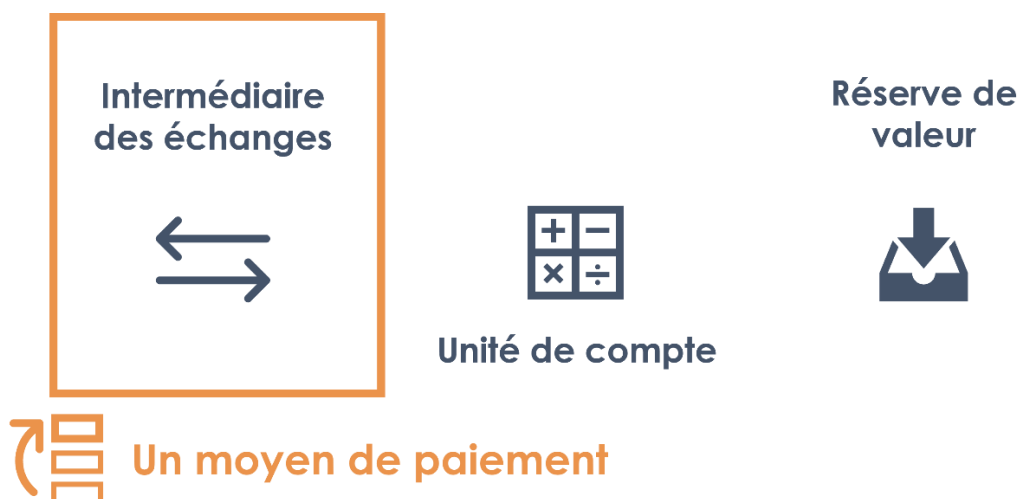 Intermédiaire
des échanges
Réserve de
valeur
Unité de compte
Un moyen de paiement